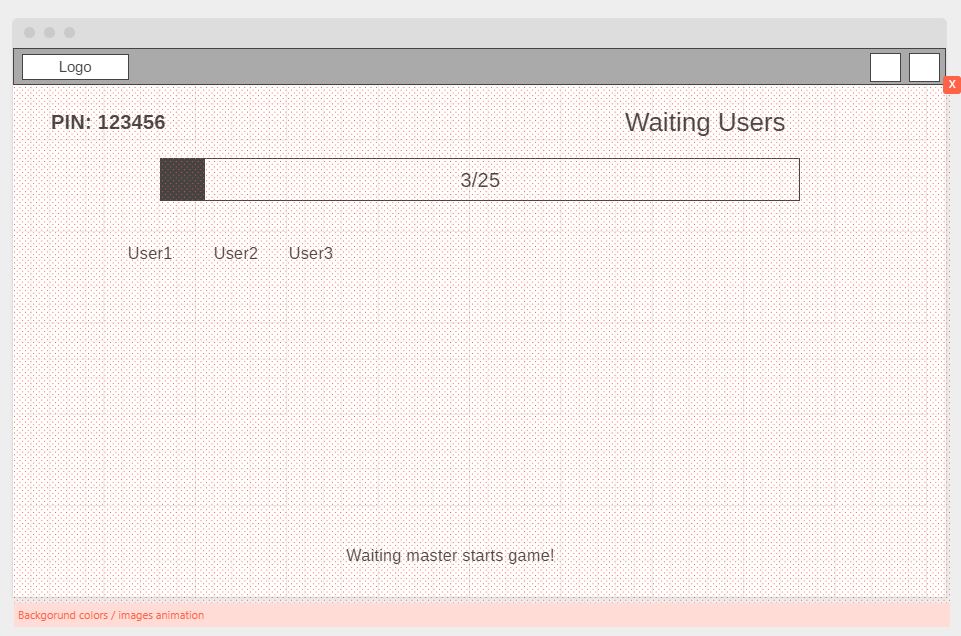 Logo
X
PIN: 123456
Waiting Users
3/25
User1 User2 User3
Waiting master starts game!
Backgorund colors / images animation